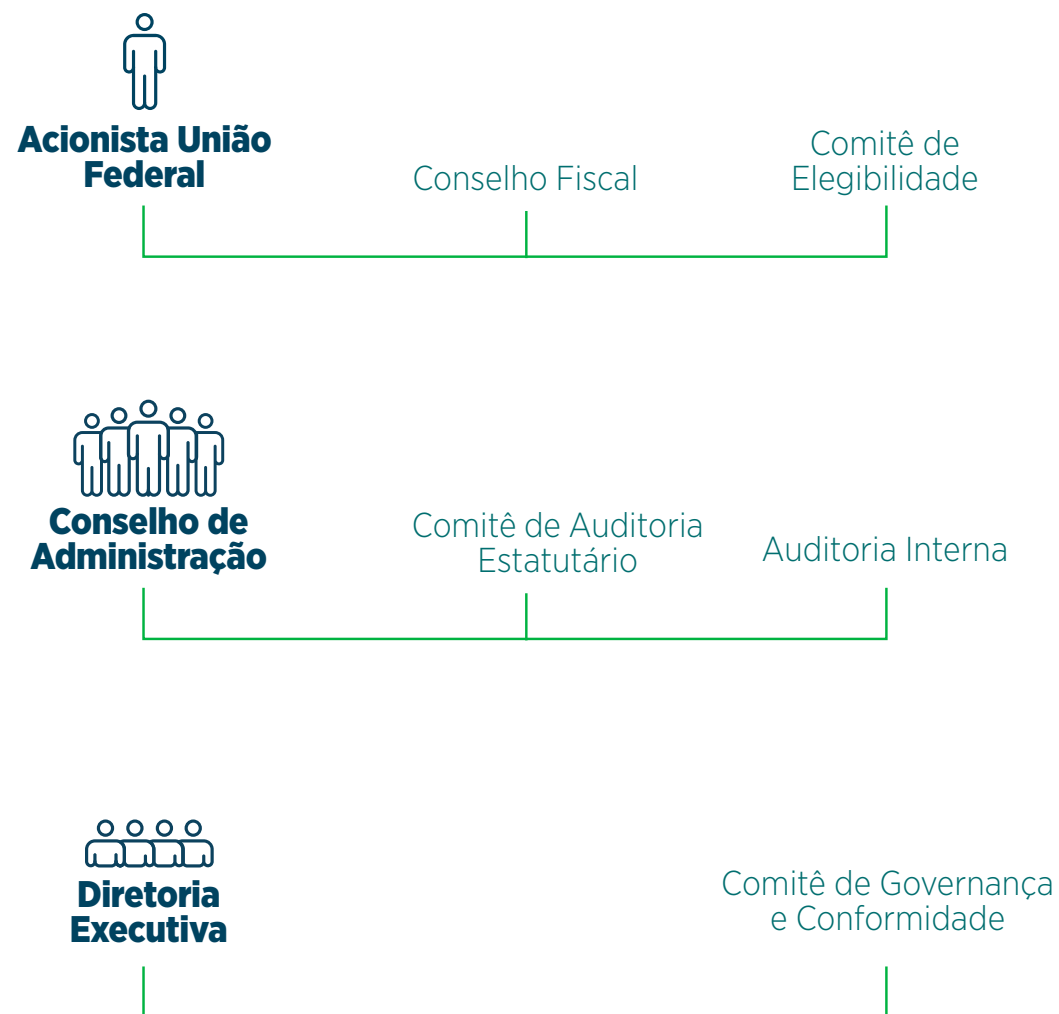 Acionista União
Federal
Conselho Fiscal
Comitê de
Elegibilidade
Conselho de
Administração
Comitê de Auditoria
Estatutário
Auditoria Interna
Diretoria
Executiva
Comitê de Governança
e Conformidade